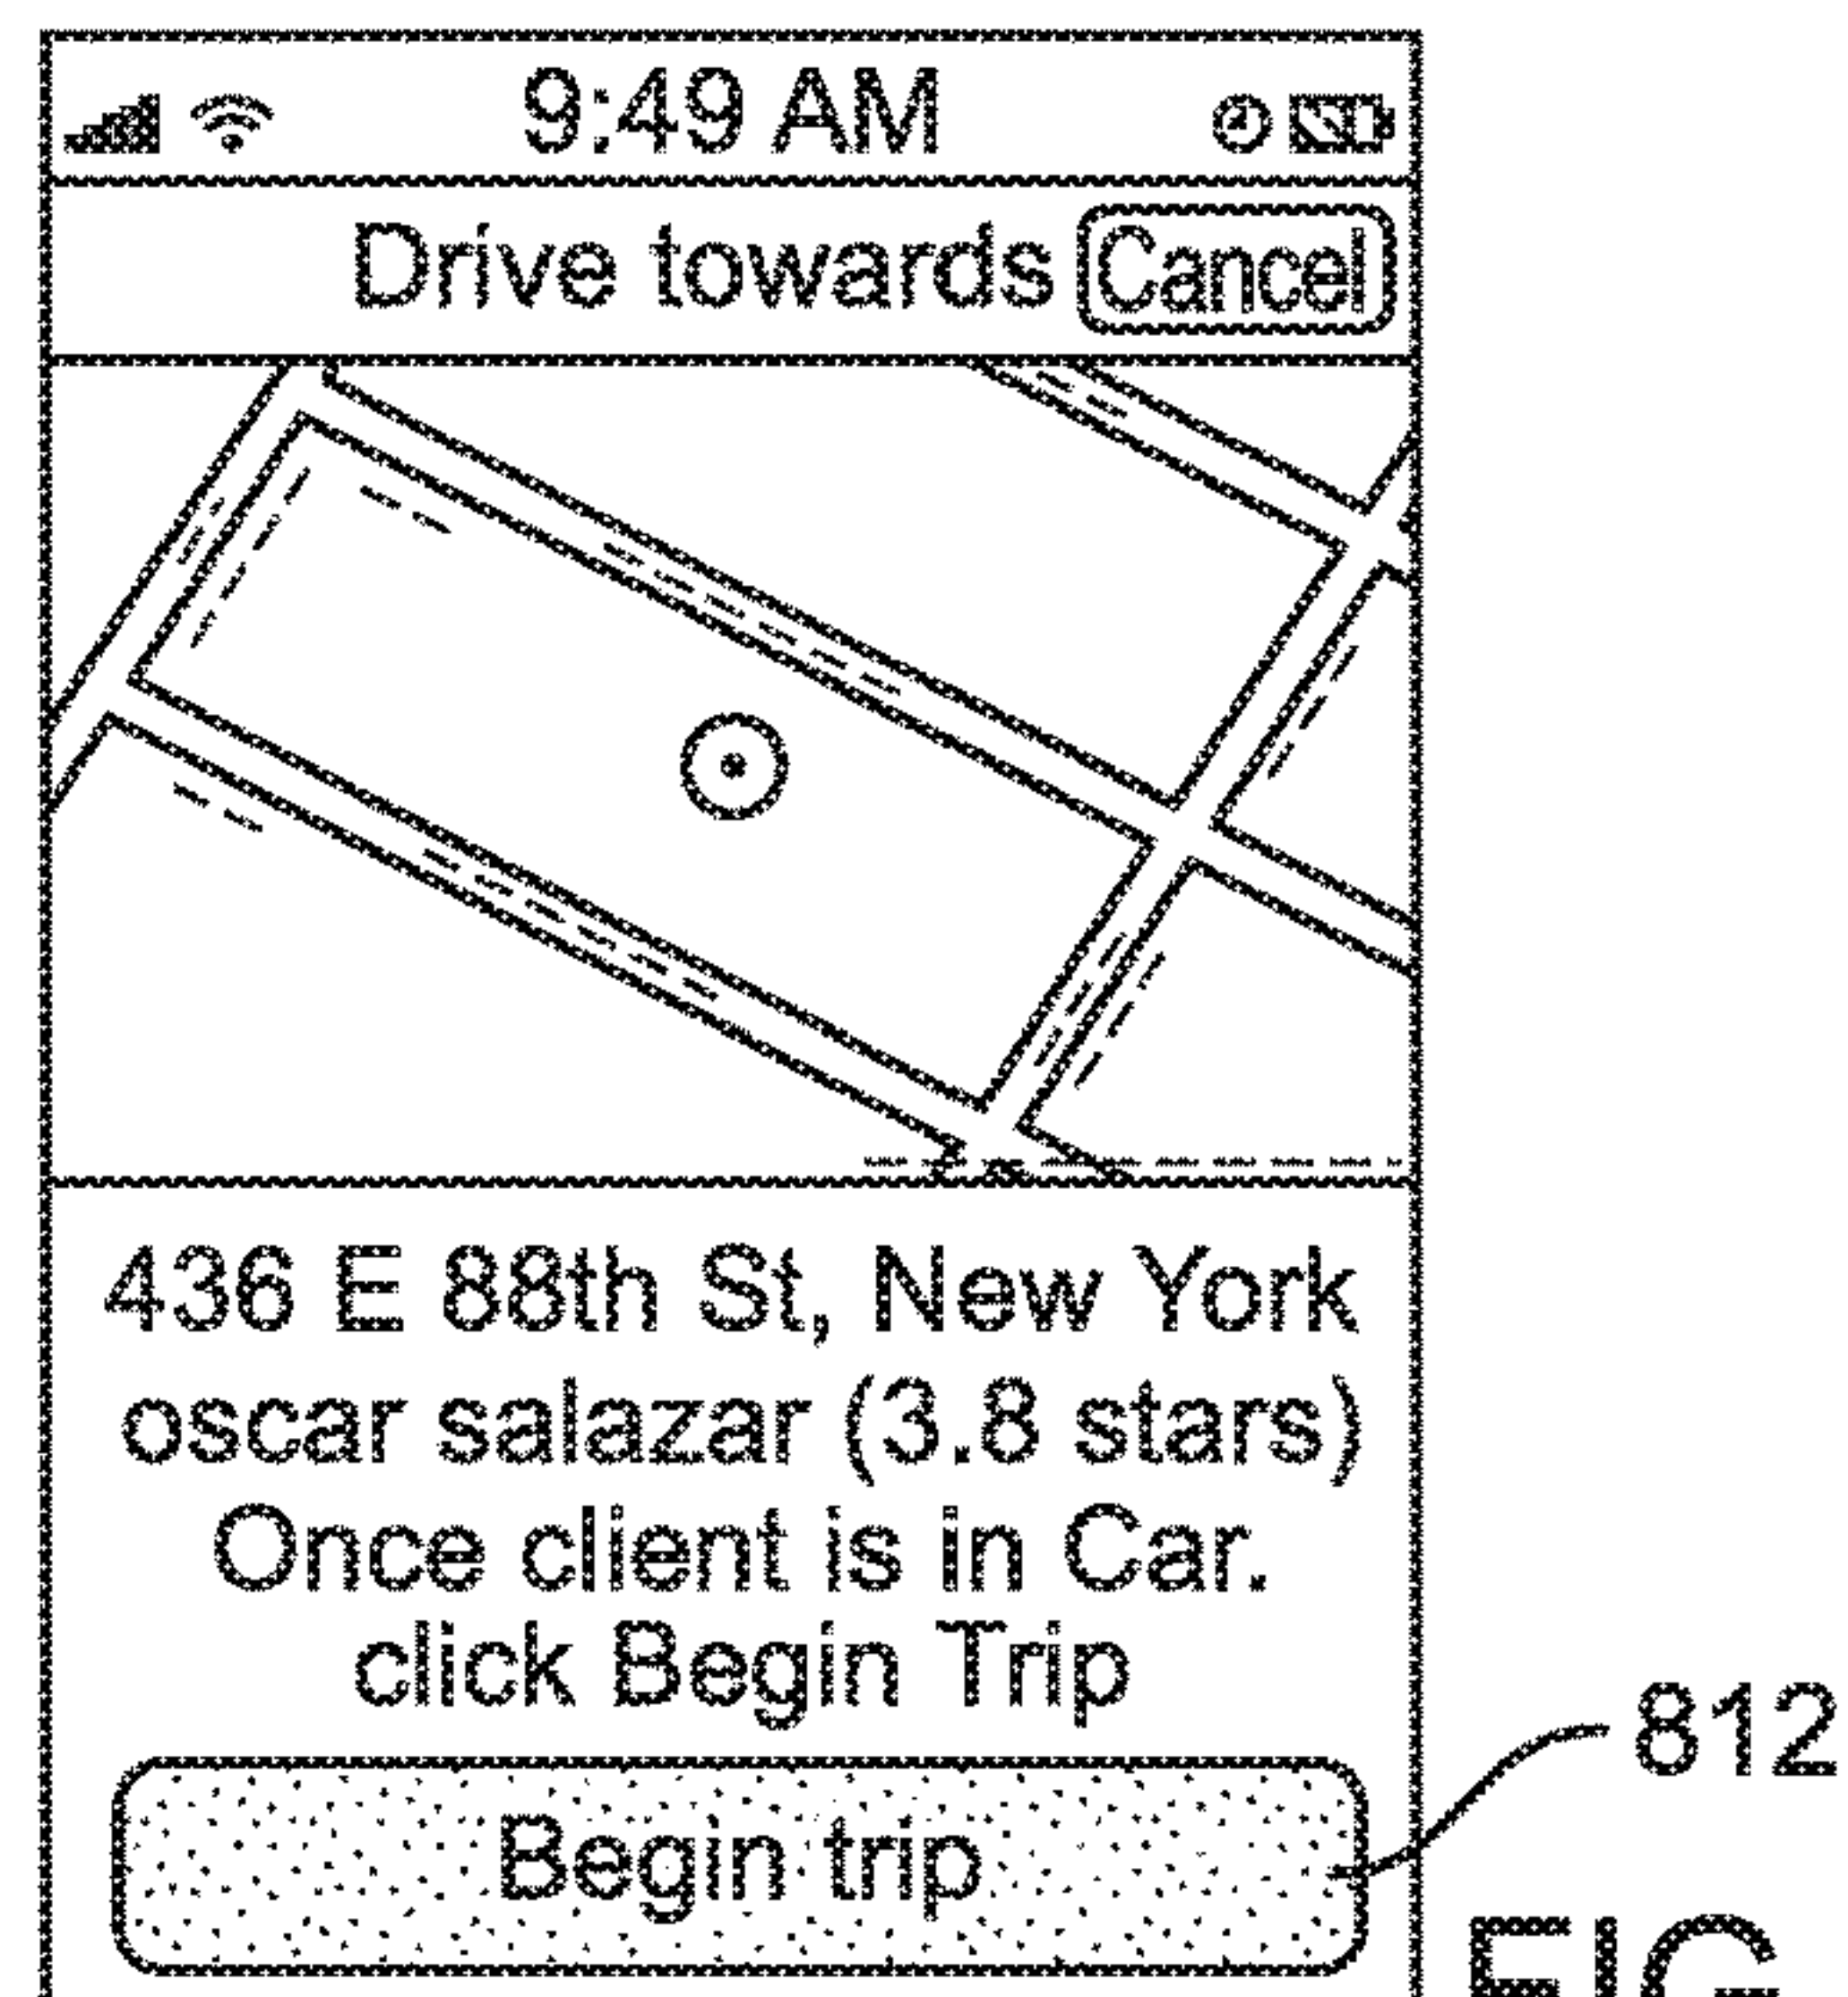 9:49 AM
Drive towards Cancel
436 E 88th St, New York
oscar salazar (3.8 stars)
Once client is in Car.
click Begin Trip
812
Begin trip
FIG